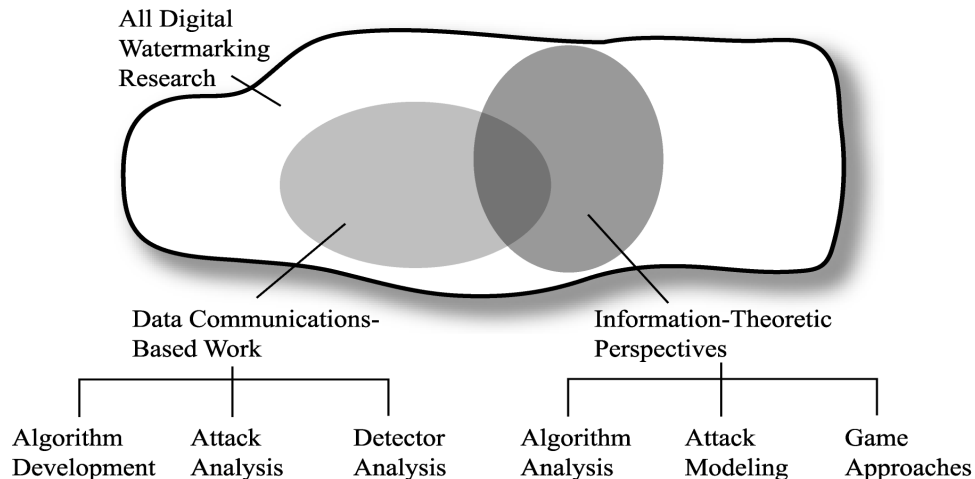 All Digital
Watermarking
Research
Data Communications-
Based Work
Information-Theoretic
Perspectives
Algorithm
Development
Attack
Analysis
Detector
Analysis
Algorithm
Analysis
Attack
Modeling
Game
Approaches